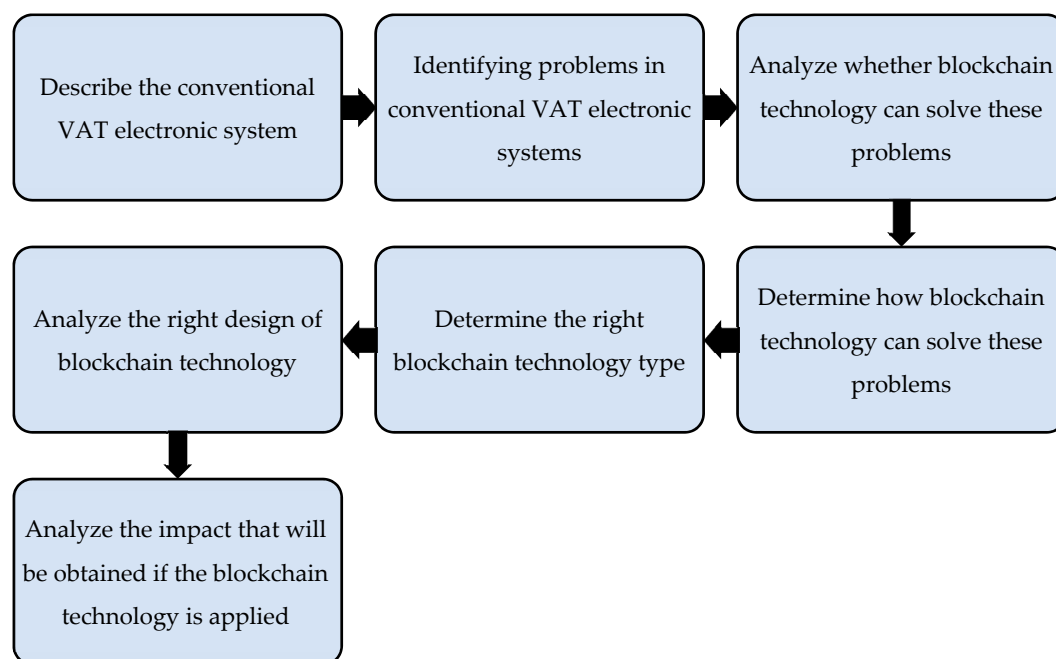 Describe the conventional
VAT electronic system
Identifying problems in
conventional VAT electronic
systems
Analyze whether blockchain
technology can solve these
problems
Determine how blockchain
technology can solve these
problems
Determine the right
blockchain technology type
Analyze the right design of
blockchain technology
Analyze the impact that will
be obtained if the blockchain
technology is applied